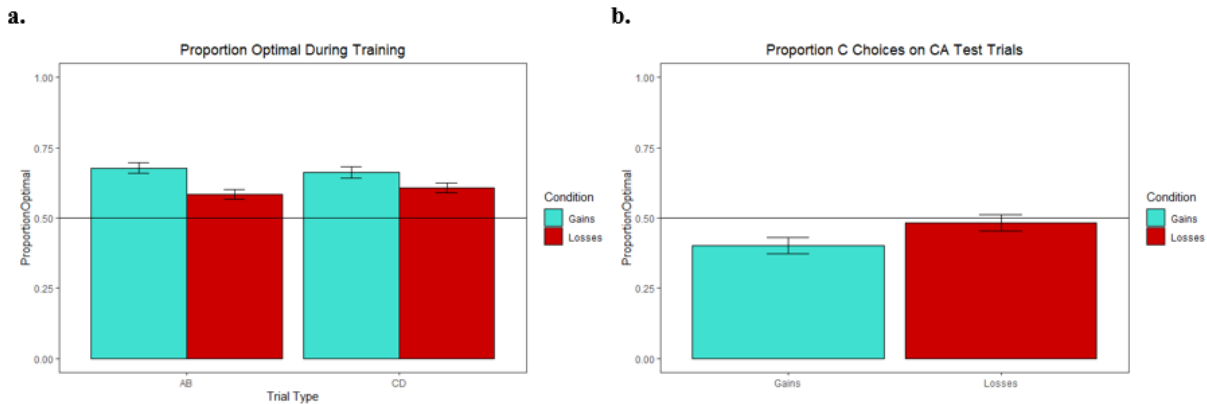 a.
Proportion Optimal During Training
1.00
0.75
0.50
0.25
0.00
ProportionOptimal
AB
CD
Trial Type
Condition
Gains
Losses
b.
Proportion C Choices on CA Test Trials
1.00
0.75
0.50
0.25
0.00
ProportionOptimal
Gains
Losses
Condition
Gains
Losses